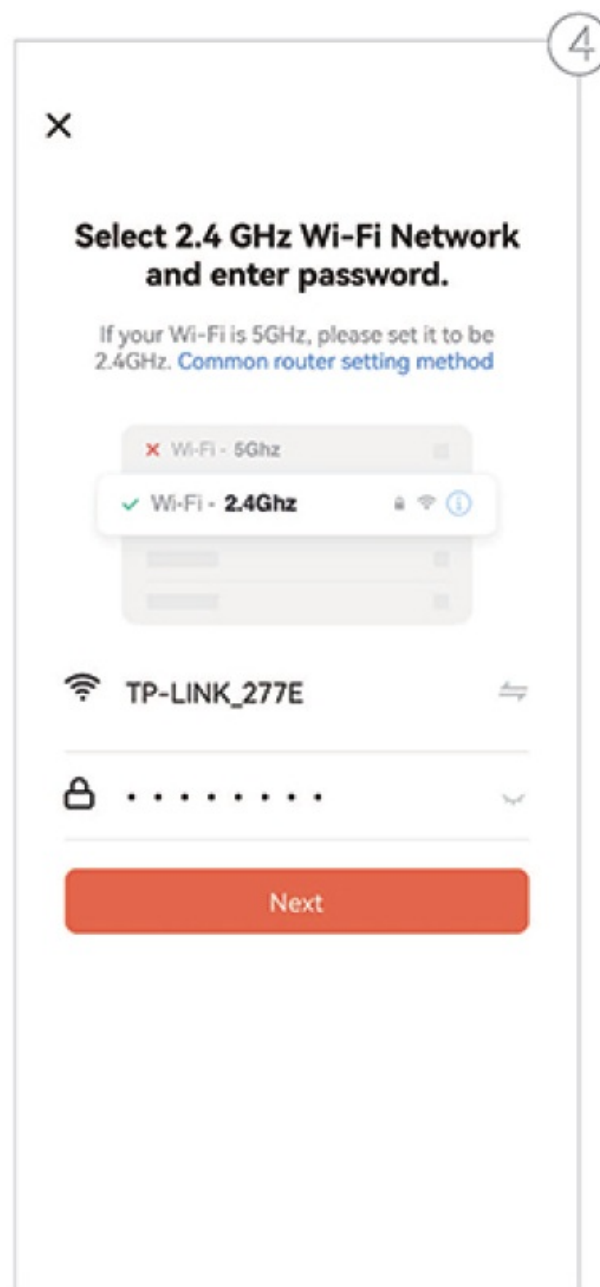 4
Select 2.4 GHz Wi-Fi Network
and enter password.
If your Wi-Fi is 5GHz, please set it to be
2.4GHz. Common router setting method
Wi-Fi - 5Ghz
Wi-Fi - 2.4Ghz
TP-LINK_277E
Next